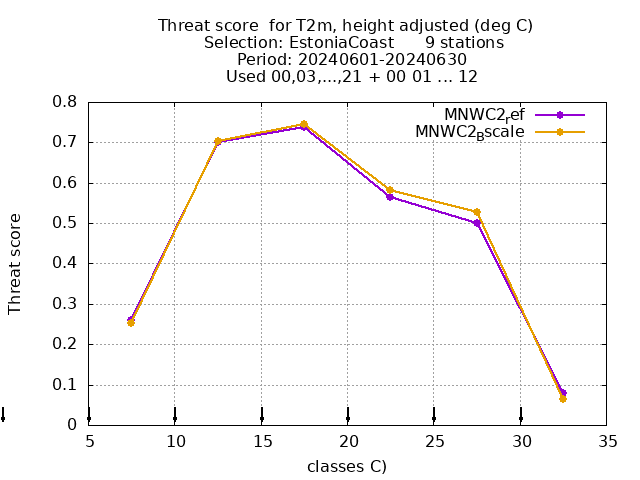 Threat score  for T2m, height adjusted (deg C)
Selection: EstoniaCoast      9 stations
Period: 20240601-20240630
Used 00,03,...,21 + 00 01 ... 12
MNWC2ref
MNWC2Bscale
0.8
0.7
0.6
0.5
0.4
0.3
0.2
0.1
0
Threat score
5 10 15 20 25 30 35
classes C)